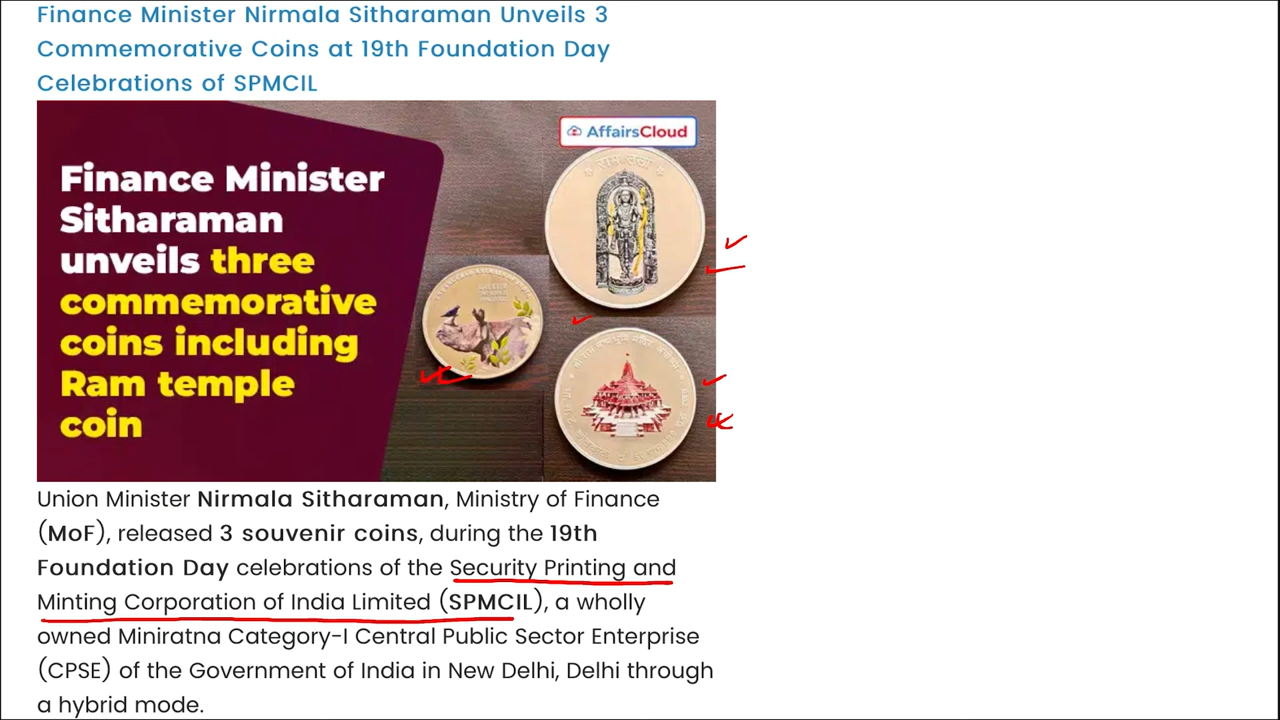 Finance Minister Nirmala Sitharaman Unveils 3
Commemorative Coins at 19th Foundation Day
Celebrations of SPMCIL
AffairsCloud
Finance Minister
Sitharaman
unveils three
commemorative
coins including
Ram temple
coin
राम लला
Union Minister Nirmala Sitharaman, Ministry of Finance
(MoF), released 3 souvenir coins, during the 19th
Foundation Day celebrations of the Security Printing and
Minting Corporation of India Limited (SPMCIL), a wholly
owned Miniratna Category-I Central Public Sector Enterprise
(CPSE) of the Government of India in New Delhi, Delhi through
a hybrid mode.